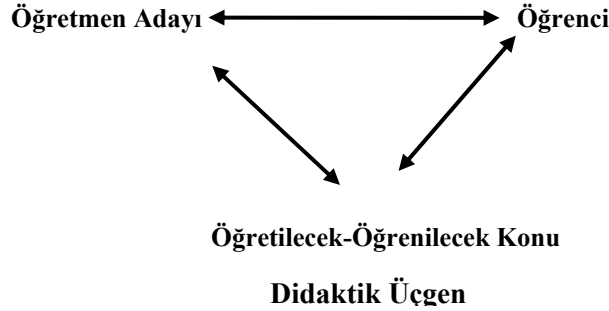 Öğretmen Adayı Öğrenci
Öğretilecek-Öğrenilecek Konu
Didaktik Üçgen